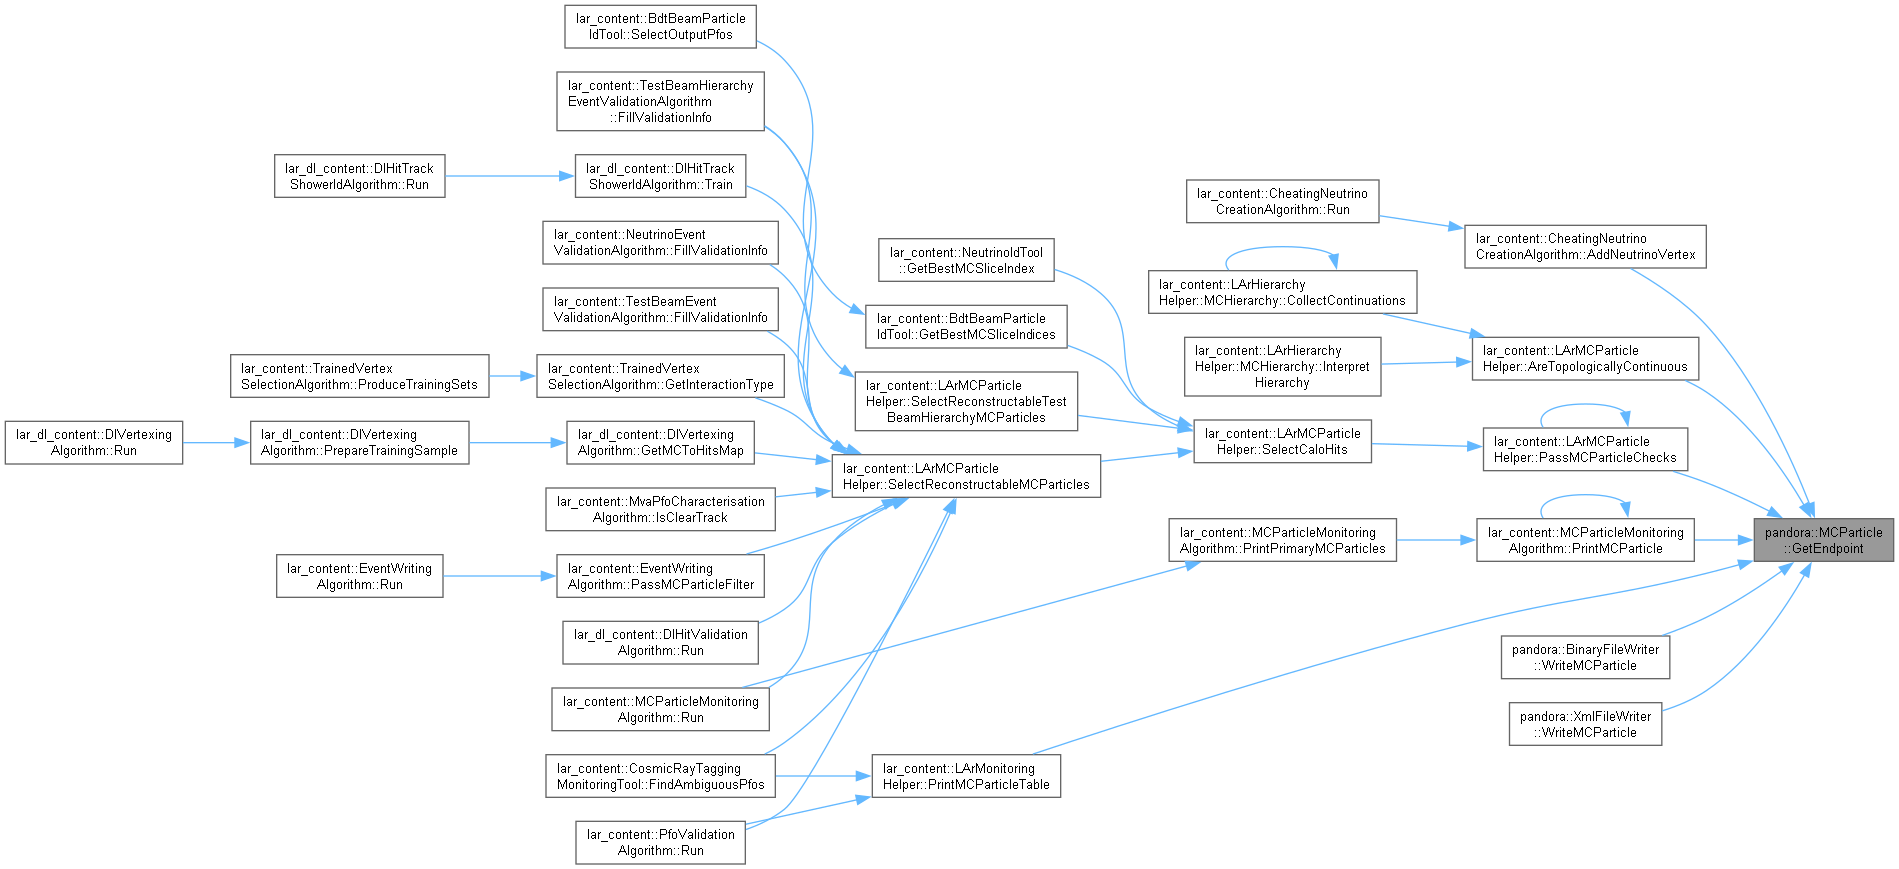 lar_content::BdtBeamParticle
IdTool::SelectOutputPfos
lar_content::TestBeamHierarchy
EventValidationAlgorithm
::FillValidationInfo
lar_dl_content::DlHitTrack
ShowerIdAlgorithm::Run
lar_dl_content::DlHitTrack
ShowerIdAlgorithm::Train
lar_content::NeutrinoEvent
ValidationAlgorithm::FillValidationInfo
lar_content::TestBeamEvent
ValidationAlgorithm::FillValidationInfo
lar_content::TrainedVertex
SelectionAlgorithm::ProduceTrainingSets
lar_content::TrainedVertex
SelectionAlgorithm::GetInteractionType
lar_dl_content::DlVertexing
Algorithm::Run
lar_dl_content::DlVertexing
Algorithm::PrepareTrainingSample
lar_dl_content::DlVertexing
Algorithm::GetMCToHitsMap
lar_content::MvaPfoCharacterisation
Algorithm::IsClearTrack
lar_content::EventWriting
Algorithm::Run
lar_content::EventWriting
Algorithm::PassMCParticleFilter
lar_dl_content::DlHitValidation
Algorithm::Run
lar_content::MCParticleMonitoring
Algorithm::Run
lar_content::CosmicRayTagging
MonitoringTool::FindAmbiguousPfos
lar_content::PfoValidation
Algorithm::Run
lar_content::NeutrinoIdTool
::GetBestMCSliceIndex
lar_content::BdtBeamParticle
IdTool::GetBestMCSliceIndices
lar_content::LArMCParticle
Helper::SelectReconstructableTest
BeamHierarchyMCParticles
lar_content::LArMCParticle
Helper::SelectReconstructableMCParticles
lar_content::LArMonitoring
Helper::PrintMCParticleTable
lar_content::CheatingNeutrino
CreationAlgorithm::Run
lar_content::LArHierarchy
Helper::MCHierarchy::CollectContinuations
lar_content::LArHierarchy
Helper::MCHierarchy::Interpret
Hierarchy
lar_content::LArMCParticle
Helper::SelectCaloHits
lar_content::MCParticleMonitoring
Algorithm::PrintPrimaryMCParticles
lar_content::CheatingNeutrino
CreationAlgorithm::AddNeutrinoVertex
lar_content::LArMCParticle
Helper::AreTopologicallyContinuous
lar_content::LArMCParticle
Helper::PassMCParticleChecks
lar_content::MCParticleMonitoring
Algorithm::PrintMCParticle
pandora::BinaryFileWriter
::WriteMCParticle
pandora::XmlFileWriter
::WriteMCParticle
pandora::MCParticle
::GetEndpoint